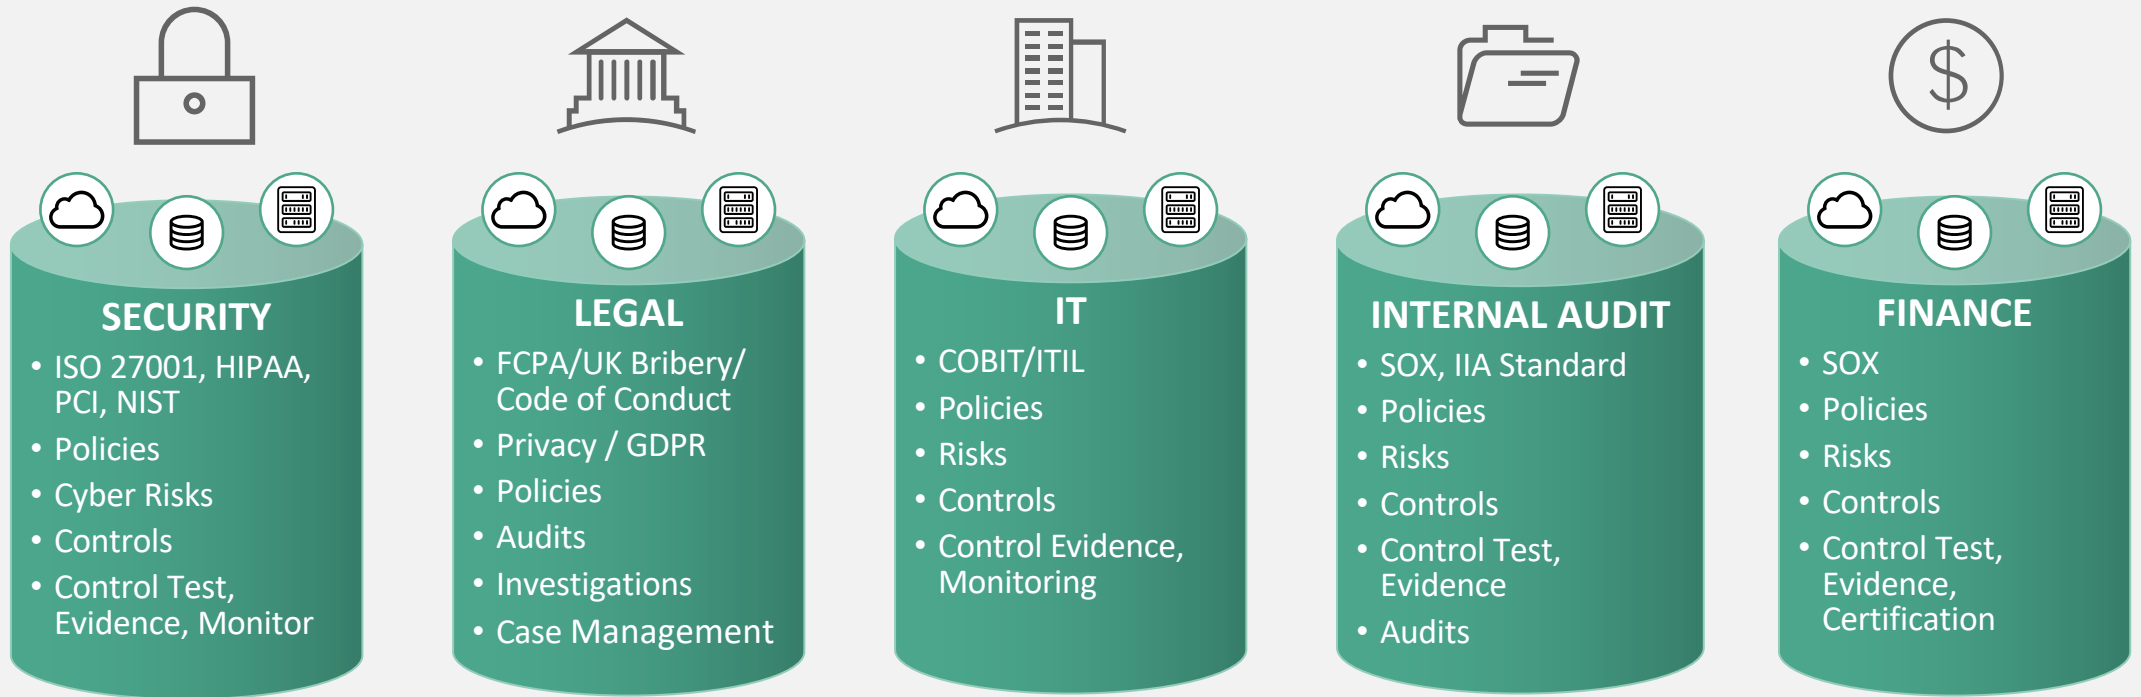 SECURITY
• ISO 27001, HIPAA,
PCI, NIST
• Policies
• Cyber Risks
• Controls
• Control Test,
Evidence, Monitor
LEGAL
• FCPA/UK Bribery/
Code of Conduct
• Privacy / GDPR
• Policies
• Audits
• Investigations
• Case Management
IT
• COBIT/ITIL
• Policies
• Risks
• Controls
• Control Evidence,
Monitoring
INTERNAL AUDIT
• SOX, IIA Standard
• Policies
• Risks
• Controls
• Control Test,
Evidence
• Audits
$
FINANCE
• SOX
• Policies
• Risks
• Controls
• Control Test,
Evidence,
Certification